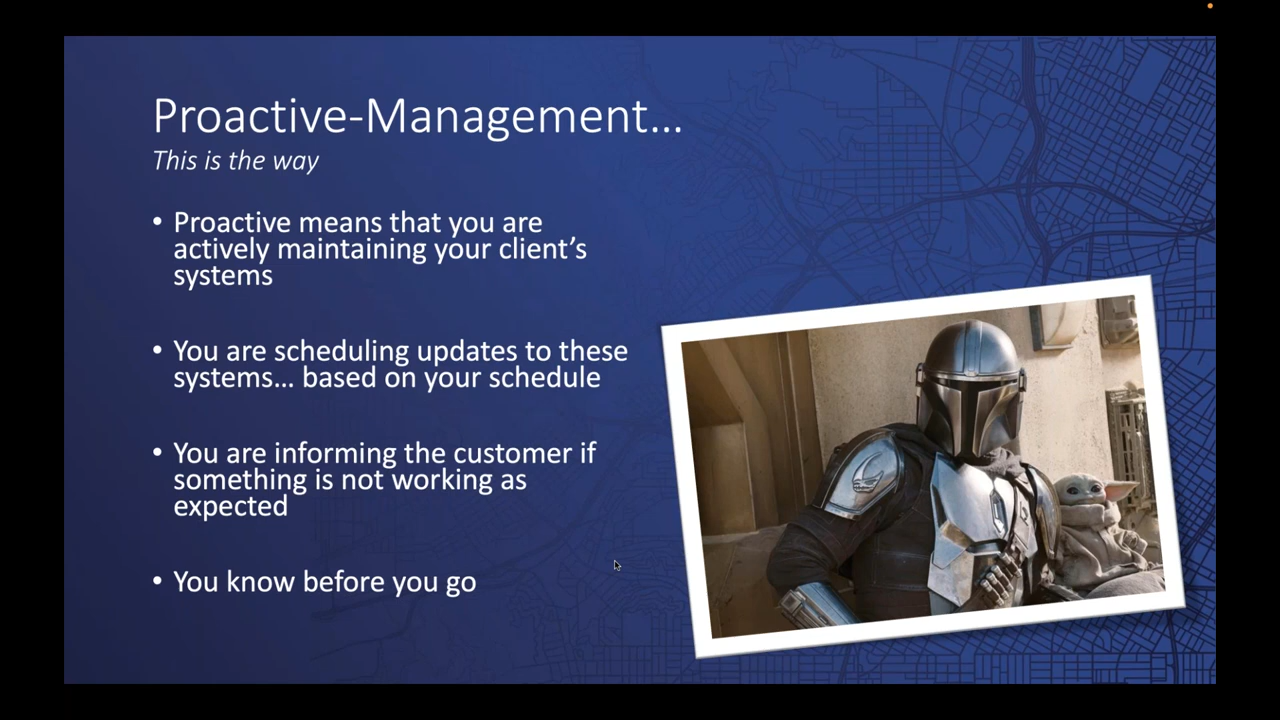 Proactive-Management…
This is the way
• Proactive means that you are
actively maintaining your client’s
systems
• You are scheduling updates to these
systems… based on your schedule
• You are informing the customer if
something is not working as
expected
• You know before you go